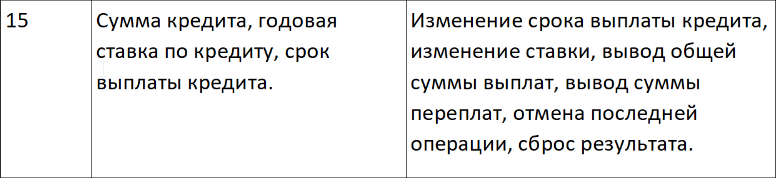 15
Сумма кредита, годовая
ставка по кредиту, срок
выплаты кредита.
Изменение срока выплаты кредита,
изменение ставки, вывод общей
суммы выплат, вывод суммы
переплат, отмена последней
операции, сброс результата.